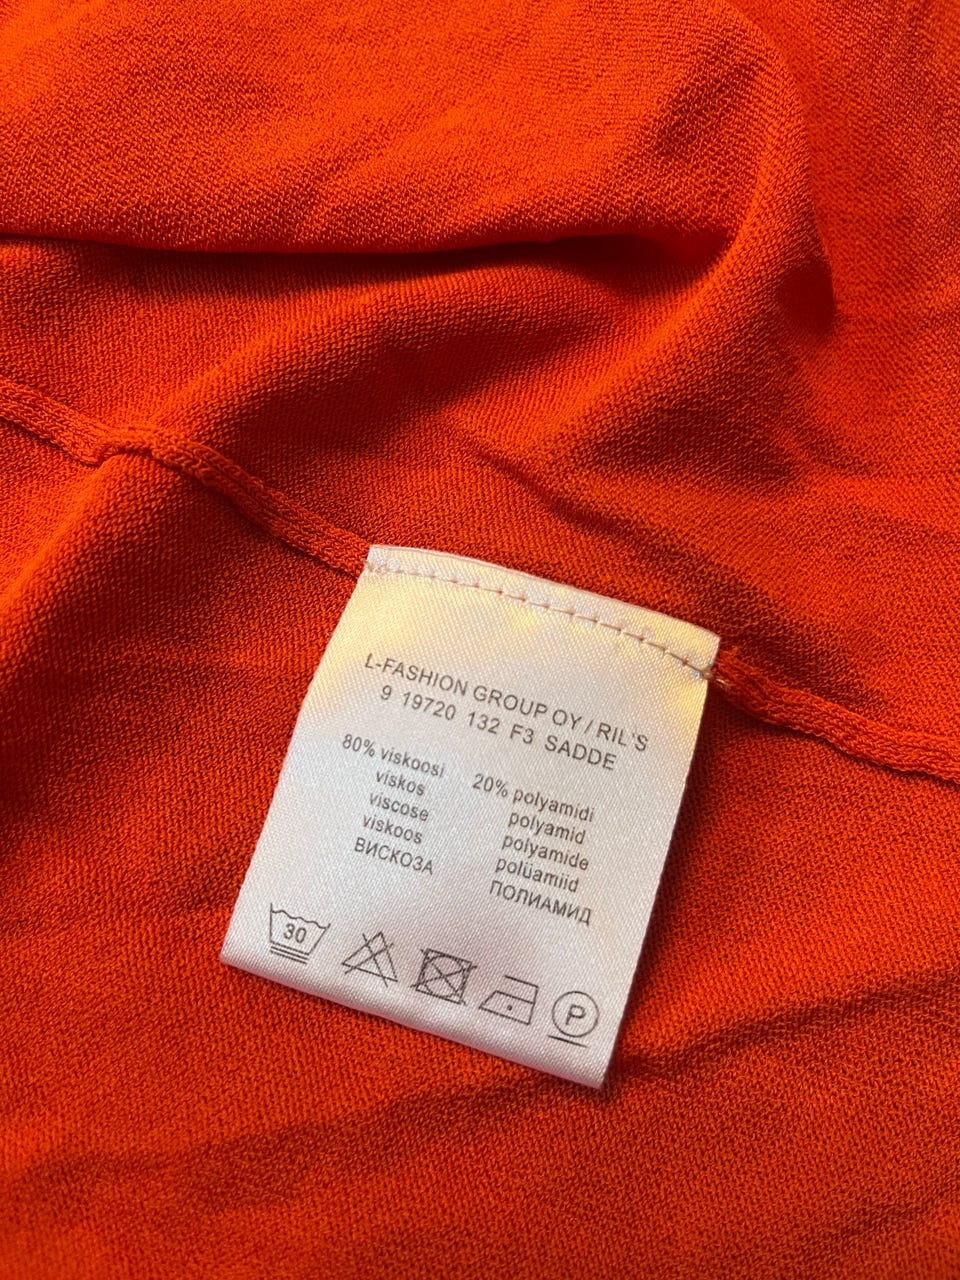 L-FASHION GROUP OY / RIL'S
9 19720 132 F3 SADDE
80% viskoosi
viskos
viscose
viskoos
ВИСКОЗА
20% polyamidi
polyamid
polyamide
polüamiid
ПОЛИАМИД
30
P